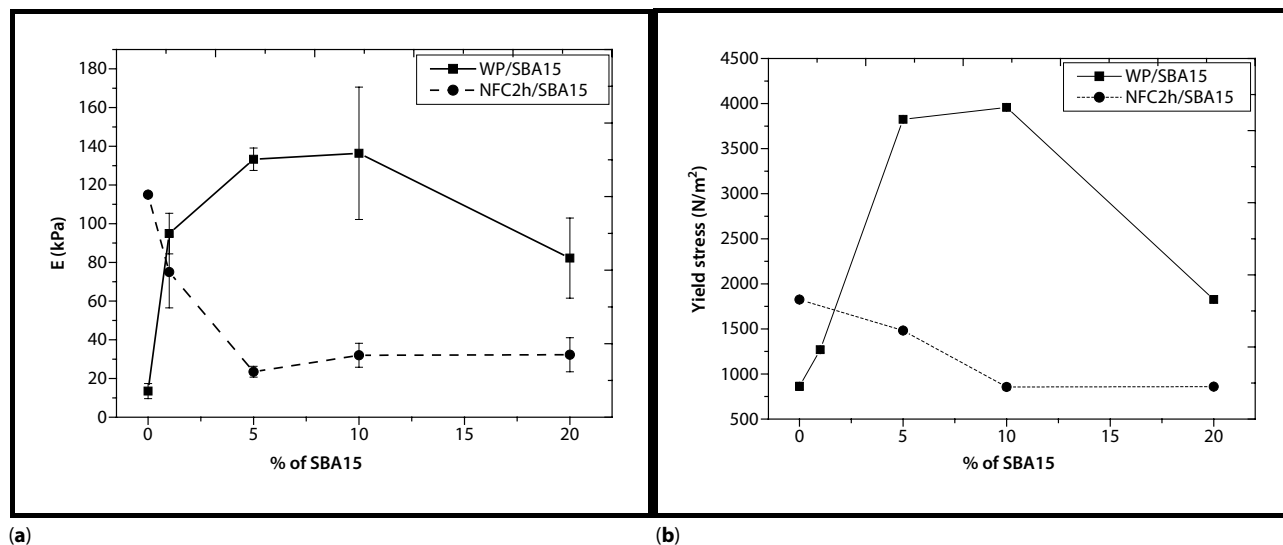 180
160
140
120
100
80
60
40
20
0
E (kPa)
WP/SBA15
NFC2h/SBA15
0 5 10 15 20
% of SBA15
(a)
4500
4000
3500
3000
2500
2000
1500
1000
500
Yield stress (N/m²)
WP/SBA15
NFC2h/SBA15
0 5 10 15 20
% of SBA15
(b)